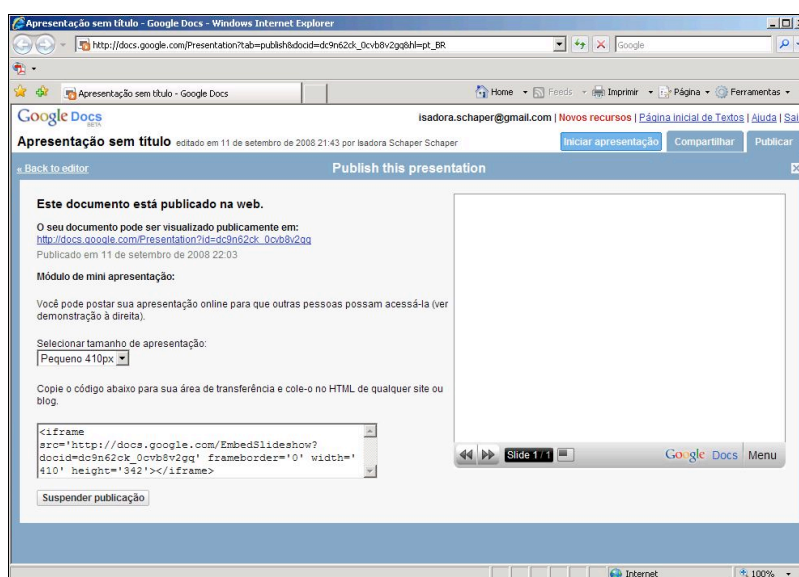 Apresentação sem título - Google Docs - Windows Internet Explorer
http://docs.google.com/Presentation?tab=publish&docid=dc9n62ck_0cvb8v2gq&hl=pt_BR
Google
Apresentação sem título - Google Docs
Home
Feeds
Imprimir
Página
Ferramentas
Google Docs
BETA
isadora.schaper@gmail.com | Novos recursos | Página inicial de Textos | Ajuda | Sai
Apresentação sem título editado em 11 de setembro de 2008 21:43 por Isadora Schaper Schaper
Iniciar apresentação
Compartilhar
Publicar
« Back to editor
Publish this presentation
Este documento está publicado na web.
O seu documento pode ser visualizado publicamente em:
http://docs.google.com/Presentation?id=dc9n62ck_0cvb8v2gq
Publicado em 11 de setembro de 2008 22:03
Módulo de mini apresentação:
Você pode postar sua apresentação online para que outras pessoas possam acessá-la (ver
demonstração à direita).
Selecionar tamanho de apresentação:
Pequeno 410px
Copie o código abaixo para sua área de transferência e cole-o no HTML de qualquer site ou
blog.
<iframe
src='http://docs.google.com/EmbedSlideshow?
docid=dc9n62ck_0cvb8v2gq' frameborder='0' width='
410' height='342'></iframe>
Suspender publicação
Slide 1 / 1
Google Docs
Menu
Internet
100%